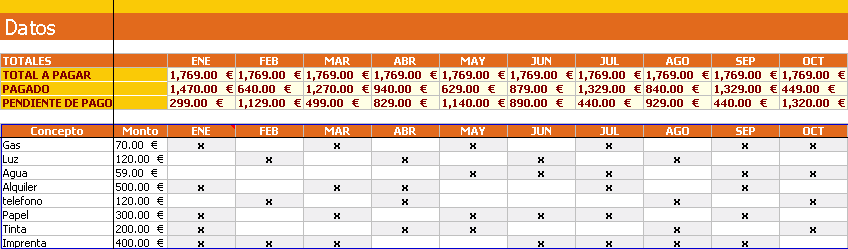 Datos
TOTALES ENE FEB MAR ABR MAY JUN JUL AGO SEP OCT
TOTAL A PAGAR 1,769.00 € 1,769.00 € 1,769.00 € 1,769.00 € 1,769.00 € 1,769.00 € 1,769.00 € 1,769.00 € 1,769.00 € 1,769.00 €
PAGADO 1,470.00 € 640.00 € 1,270.00 € 940.00 € 629.00 € 879.00 € 1,329.00 € 840.00 € 1,329.00 € 449.00 €
PENDIENTE DE PAGO 299.00 € 1,129.00 € 499.00 € 829.00 € 1,140.00 € 890.00 € 440.00 € 929.00 € 440.00 € 1,320.00 €
Concepto Monto ENE FEB MAR ABR MAY JUN JUL AGO SEP OCT
Gas 70.00 € x x x x x x
Luz 120.00 € x x x x
Agua 59.00 € x x x x x
Alquiler 500.00 € x x x x x
telefono 120.00 € x x x x
Papel 300.00 € x x x x x x
Tinta 200.00 € x x x x x
Imprenta 400.00 € x x x x x x x